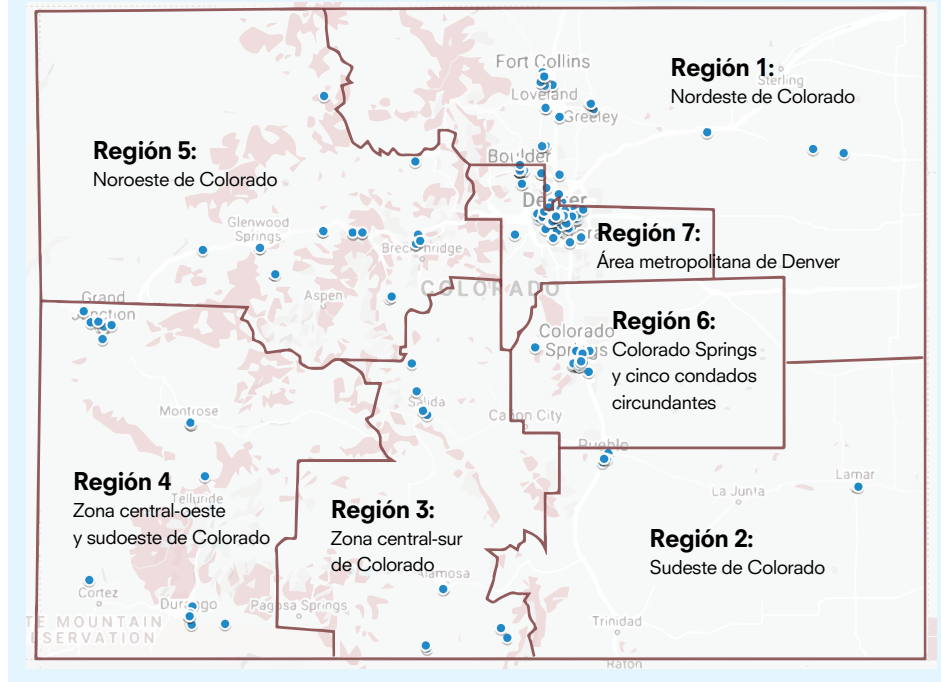 Fort Collins
Loveland
Greeley
Sterling
Región 1:
Nordeste de Colorado
Boulder
Región 5:
Noroeste de Colorado
Denver
Glenwood
Springs
Breckenridge
Región 7:
Área metropolitana de Denver
Aspen
COLORADO
Grand
Junction
Colorado
Springs
Región 6:
Colorado Springs
y cinco condados
circundantes
Montrose
Salida
Cañon City
Pueblo
Región 4
Zona central-oeste
y sudoeste de Colorado
Telluride
La Junta
Lamar
Región 3:
Zona central-sur
de Colorado
Región 2:
Sudeste de Colorado
Alamosa
Cortez
Durango
Pagosa Springs
TE MOUNTAIN
ESERVATION
Trinidad
Raton